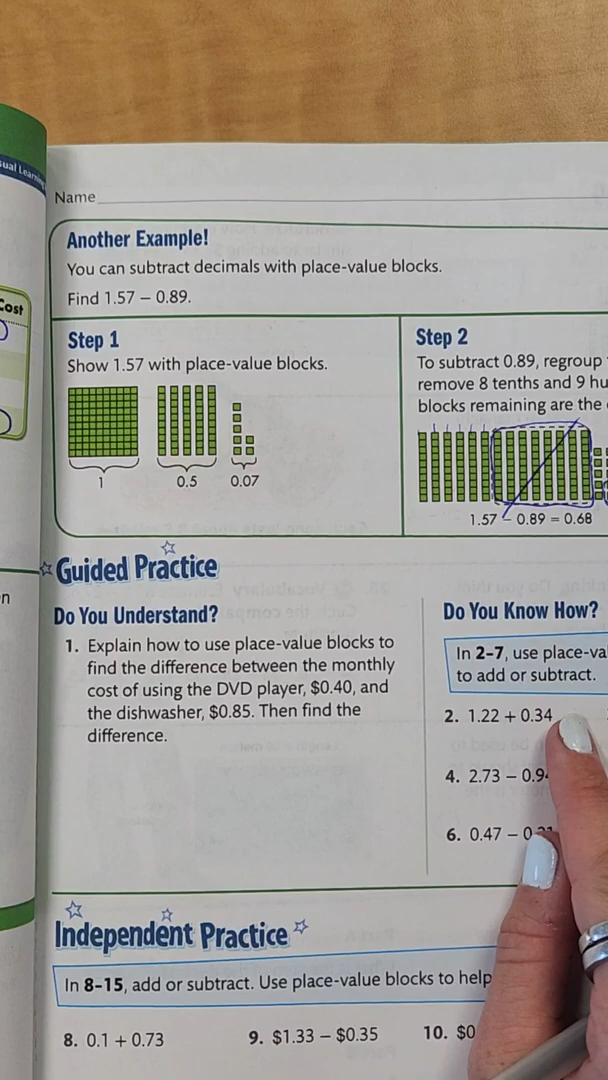 sual Learni
Cost
n
Name
Another Example!
You can subtract decimals with place-value blocks.
Find 1.57 – 0.89.
Step 1
Show 1.57 with place-value blocks.
1
0.5
0.07
Step 2
To subtract 0.89, regroup
remove 8 tenths and 9 hu
blocks remaining are the
1.57 – 0.89 = 0.68
Guided Practice
Do You Understand?
1. Explain how to use place-value blocks to
find the difference between the monthly
cost of using the DVD player, $0.40, and
the dishwasher, $0.85. Then find the
difference.
Do You Know How?
In 2–7, use place-va
to add or subtract.
2. 1.22 + 0.34
4. 2.73 – 0.9
6. 0.47 – 0.
Independent Practice
In 8–15, add or subtract. Use place-value blocks to help
8. 0.1 + 0.73
9. $1.33 – $0.35
10. $0